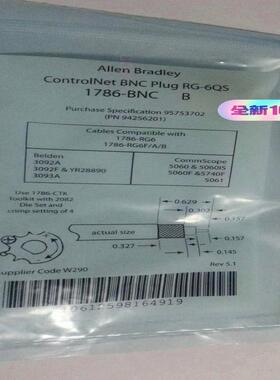 Allen Bradley
ControlNet BNC Plug RG-6QS
1786-BNC B
Purchase Specification 95753702
(PN 94256201)
Cables Compatible with
1786-RG6
1786-RG6F/A/B
Belden
3092A
3092F & YR28890
3093A
CommScope
5060 & 5060IS
5060F &5740F
5061
Use 1786-CTK
Toolkit with 2082
Die Set and
crimp setting of 4
0.629
0.302
0.157
actual size
0.327
0.157
0.145
Supplier Code W290
Rev 5.1
10612598164919
全新